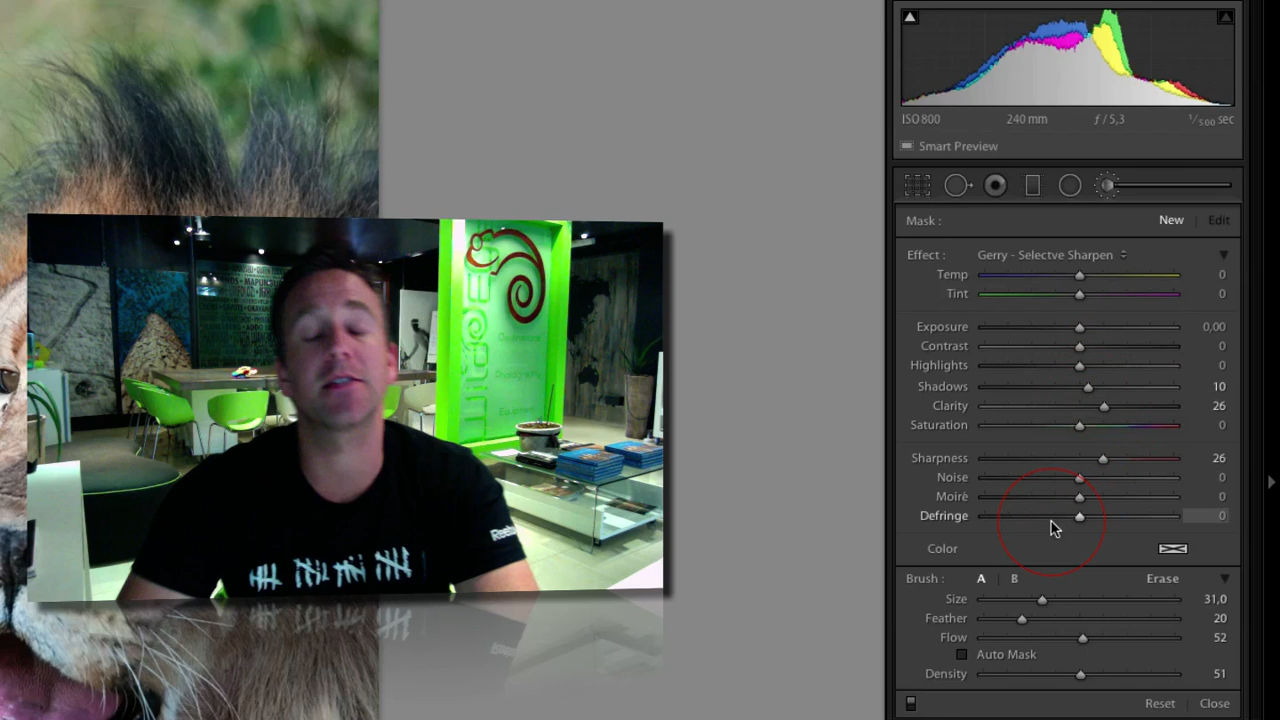 ISO 800 240 mm ƒ / 5,3 1/500 sec
Smart Preview
Mask : New Edit
Effect : Gerry - Selectve Sharpen
Temp 0
Tint 0
Exposure 0,00
Contrast 0
Highlights 0
Shadows 10
Clarity 26
Saturation 0
Sharpness 26
Noise 0
Moiré 0
Defringe 0
Color
Brush : A B Erase
Size 31,0
Feather 20
Flow 52
Auto Mask
Density 51
Reset Close